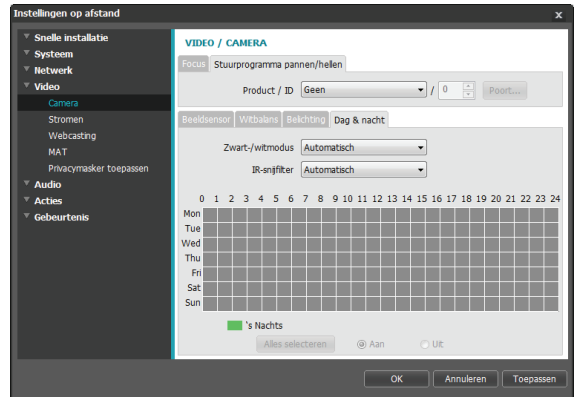 Instellingen op afstand x
Snelle installatie
Systeem
Netwerk
Video
Camera
Stromen
Webcasting
MAT
Privacymasker toepassen
Audio
Acties
Gebeurtenis
VIDEO / CAMERA
Focus Stuurprogramma pannen/hellen
Product / ID Geen / 0 Poort...
Beeldsensor Witbalans Belichting Dag & nacht
Zwart-/witmodus Automatisch
IR-snijfilter Automatisch
0 1 2 3 4 5 6 7 8 9 10 11 12 13 14 15 16 17 18 19 20 21 22 23 24
Mon
Tue
Wed
Thu
Fri
Sat
Sun
's Nachts
Alles selecteren Aan Uit
OK Annuleren Toepassen